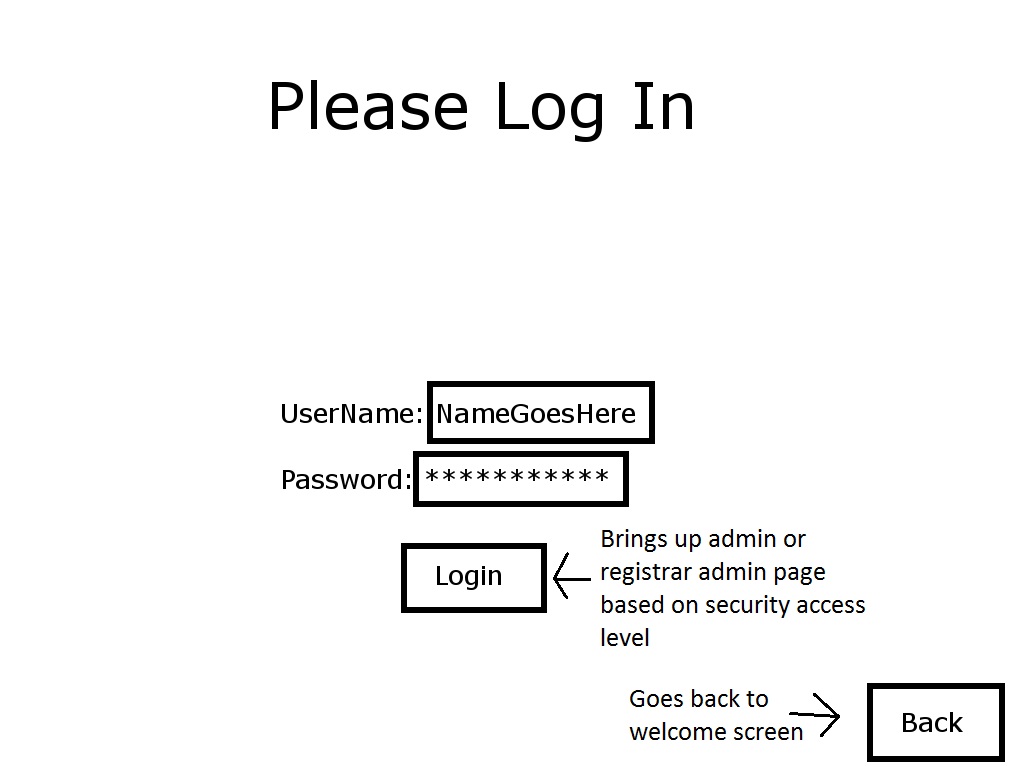 Please Log In
UserName: NameGoesHere
Password: ***********
Login
Brings up admin or
registrar admin page
based on security access
level
Goes back to
welcome screen
Back